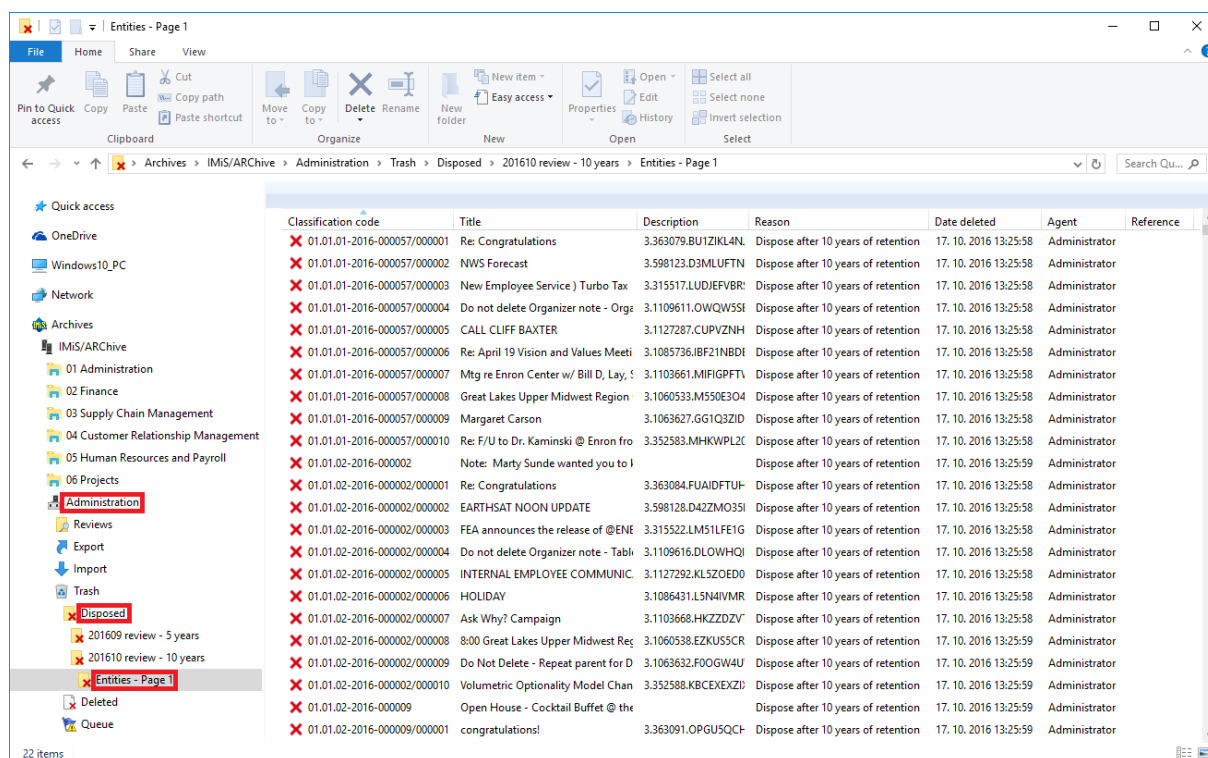 Entities - Page 1
File Home Share View
Pin to Quick access
Copy
Paste
Cut
Copy path
Paste shortcut
Move to
Copy to
Delete
Rename
New folder
New item
Easy access
Properties
Open
Edit
History
Select all
Select none
Invert selection
Clipboard Organize New Open Select
Archives > IMiS/ARChive > Administration > Trash > Disposed > 201610 review - 10 years > Entities - Page 1
Search Qu...
Quick access
OneDrive
Windows10_PC
Network
Archives
IMiS/ARChive
01 Administration
02 Finance
03 Supply Chain Management
04 Customer Relationship Management
05 Human Resources and Payroll
06 Projects
Administration
Reviews
Export
Import
Trash
Disposed
201609 review - 5 years
201610 review - 10 years
Entities - Page 1
Deleted
Queue
Classification code Title Description Reason Date deleted Agent Reference
01.01.01-2016-000057/000001 Re: Congratulations 3.363079.BU1ZIKL4N. Dispose after 10 years of retention 17. 10. 2016 13:25:58 Administrator
01.01.01-2016-000057/000002 NWS Forecast 3.598123.D3MLUFTN Dispose after 10 years of retention 17. 10. 2016 13:25:58 Administrator
01.01.01-2016-000057/000003 New Employee Service ) Turbo Tax 3.315517.LUDJEFVBR Dispose after 10 years of retention 17. 10. 2016 13:25:58 Administrator
01.01.01-2016-000057/000004 Do not delete Organizer note - Orga 3.1109611.OWQW5SE Dispose after 10 years of retention 17. 10. 2016 13:25:58 Administrator
01.01.01-2016-000057/000005 CALL CLIFF BAXTER 3.1127287.CUPVZNH Dispose after 10 years of retention 17. 10. 2016 13:25:58 Administrator
01.01.01-2016-000057/000006 Re: April 19 Vision and Values Meeti 3.1085736.IBF21NBD Dispose after 10 years of retention 17. 10. 2016 13:25:58 Administrator
01.01.01-2016-000057/000007 Mtg re Enron Center w/ Bill D, Lay, 3.1103661.MIFIGPFT Dispose after 10 years of retention 17. 10. 2016 13:25:58 Administrator
01.01.01-2016-000057/000008 Great Lakes Upper Midwest Region 3.1060533.M550E3O4 Dispose after 10 years of retention 17. 10. 2016 13:25:58 Administrator
01.01.01-2016-000057/000009 Margaret Carson 3.1063627.GG1Q3ZID Dispose after 10 years of retention 17. 10. 2016 13:25:58 Administrator
01.01.01-2016-000057/000010 Re: F/U to Dr. Kaminski @ Enron fro 3.352583.MHKWPL2 Dispose after 10 years of retention 17. 10. 2016 13:25:58 Administrator
01.01.02-2016-000002 Note: Marty Sunde wanted you to Dispose after 10 years of retention 17. 10. 2016 13:25:59 Administrator
01.01.02-2016-000002/000001 Re: Congratulations 3.363084.FUAIDFTUH Dispose after 10 years of retention 17. 10. 2016 13:25:58 Administrator
01.01.02-2016-000002/000002 EARTHSAT NOON UPDATE 3.598128.D42ZMO35 Dispose after 10 years of retention 17. 10. 2016 13:25:58 Administrator
01.01.02-2016-000002/000003 FEA announces the release of @ENE 3.315522.LM51LFE1G Dispose after 10 years of retention 17. 10. 2016 13:25:58 Administrator
01.01.02-2016-000002/000004 Do not delete Organizer note - Tabl 3.1109616.DLOWHQ Dispose after 10 years of retention 17. 10. 2016 13:25:58 Administrator
01.01.02-2016-000002/000005 INTERNAL EMPLOYEE COMMUNIC. 3.1127292.KL5ZOED0 Dispose after 10 years of retention 17. 10. 2016 13:25:58 Administrator
01.01.02-2016-000002/000006 HOLIDAY 3.1086431.L5N4IVMR Dispose after 10 years of retention 17. 10. 2016 13:25:58 Administrator
01.01.02-2016-000002/000007 Ask Why? Campaign 3.1103668.HKZZDZV Dispose after 10 years of retention 17. 10. 2016 13:25:58 Administrator
01.01.02-2016-000002/000008 8:00 Great Lakes Upper Midwest Reg 3.1060538.EZKUS5CR Dispose after 10 years of retention 17. 10. 2016 13:25:59 Administrator
01.01.02-2016-000002/000009 Do Not Delete - Repeat parent for D 3.1063632.F0OGW4U Dispose after 10 years of retention 17. 10. 2016 13:25:59 Administrator
01.01.02-2016-000002/000010 Volumetric Optionality Model Chan 3.352588.KBCEXEXZI Dispose after 10 years of retention 17. 10. 2016 13:25:59 Administrator
01.01.02-2016-000009 Open House - Cocktail Buffet @ the Dispose after 10 years of retention 17. 10. 2016 13:25:59 Administrator
01.01.02-2016-000009/000001 congratulations! 3.363091.OPGU5QCH Dispose after 10 years of retention 17. 10. 2016 13:25:59 Administrator
22 items